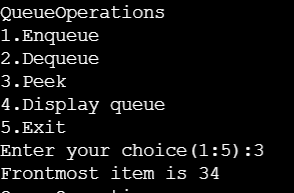 QueueOperations
1.Enqueue
2.Dequeue
3.Peek
4.Display queue
5.Exit
Enter your choice(1:5):3
Frontmost item is 34